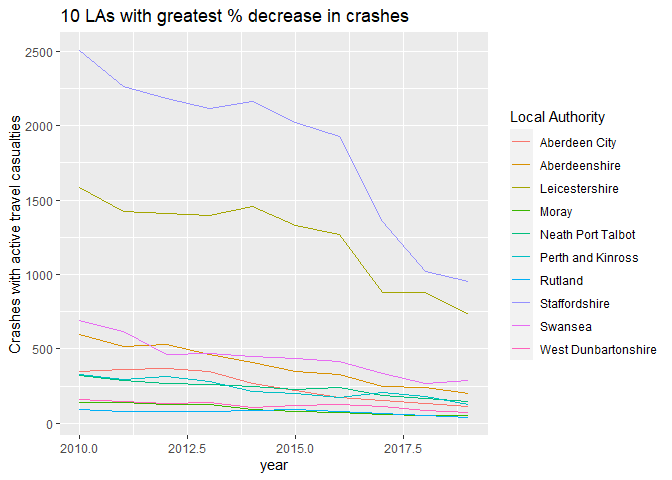 10 LAs with greatest % decrease in crashes
Crashes with active travel casualties
2500
2000
1500
1000
500
0
2010.0
2012.5
2015.0
2017.5
year
Local Authority
Aberdeen City
Aberdeenshire
Leicestershire
Moray
Neath Port Talbot
Perth and Kinross
Rutland
Staffordshire
Swansea
West Dunbartonshire